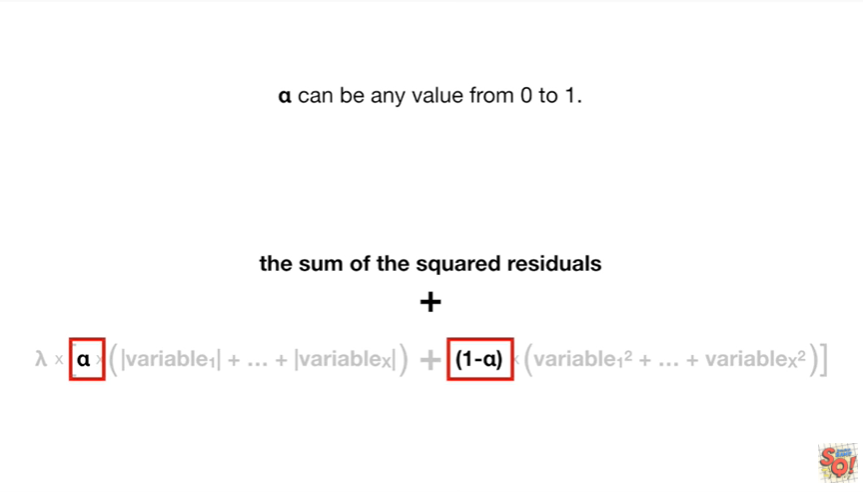 α can be any value from 0 to 1.
the sum of the squared residuals
+
λ × [α × (|variable₁| + ... + |variableₓ|) + (1-α) × (variable₁² + ... + variableₓ²)]
SO!